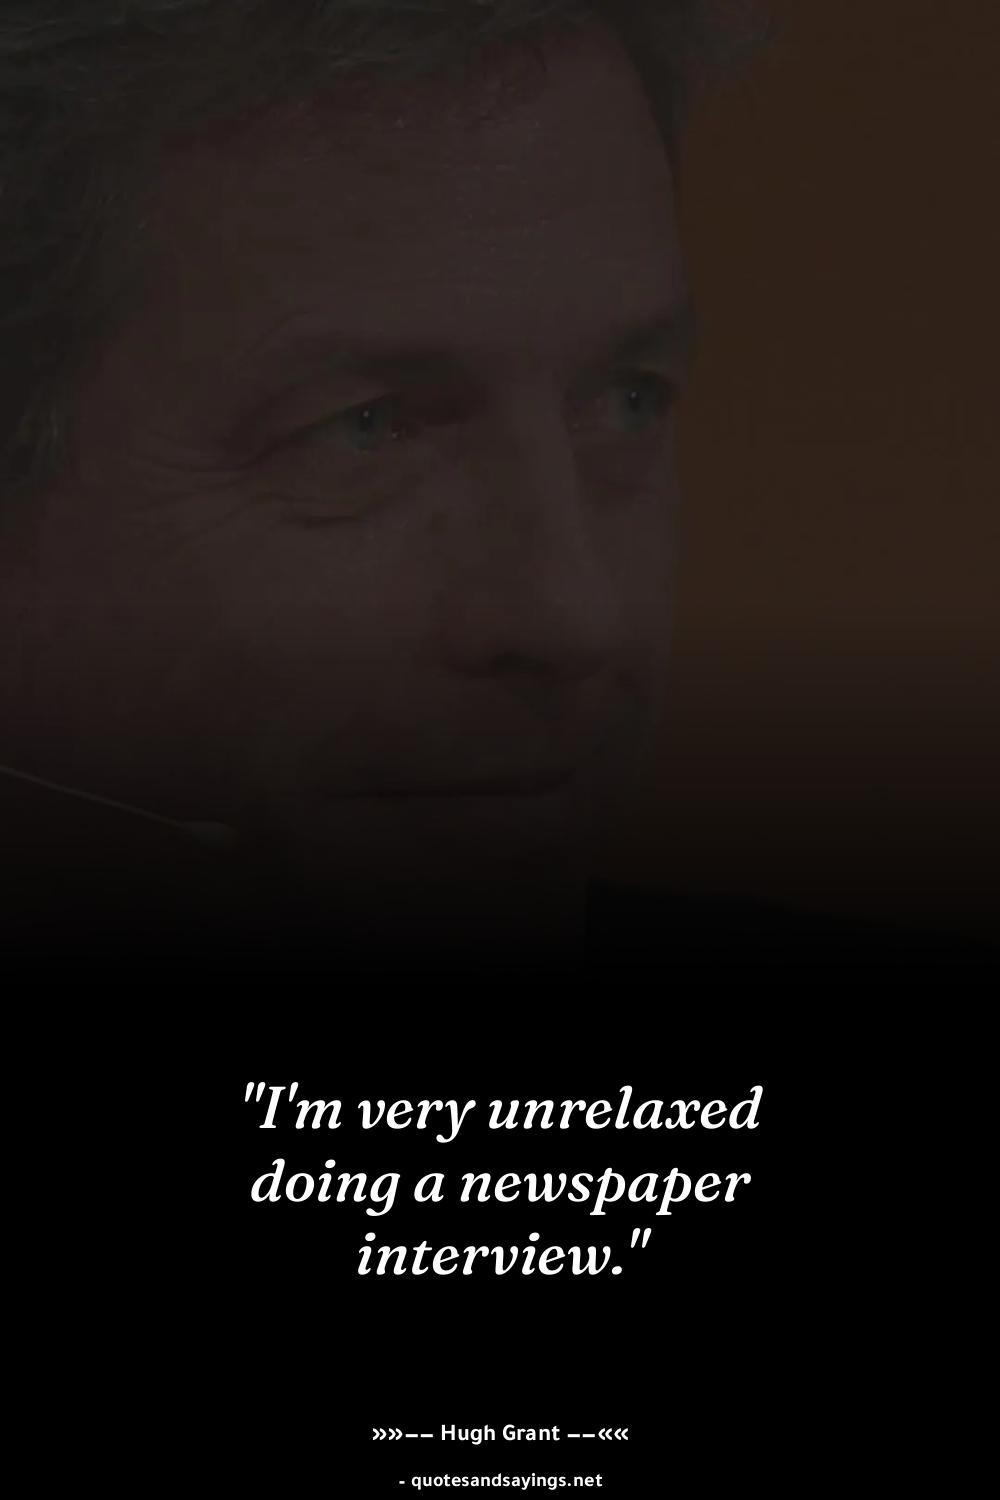 "I'm very unrelaxed
doing a newspaper
interview."
»»–– Hugh Grant ––««
- quotesandsayings.net